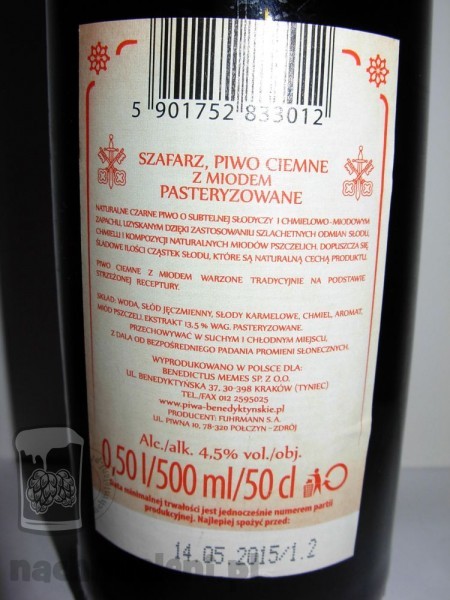 5 901752 833012
SZAFARZ, PIWO CIEMNE
Z MIODEM
PASTERYZOWANE
NATURALNE CZARNE PIWO O SUBTELNEJ SŁODYCZY I CHMIELOWO-MIODOWYM
ZAPACHU, UZYSKANYM DZIĘKI ZASTOSOWANIU SZLACHETNYCH ODMIAN SŁODU,
CHMIELU I KOMPOZYCJI NATURALNYCH MIODÓW PSZCZELICH. DOPUSZCZA SIĘ
ŚLADOWE ILOŚCI CZĄSTEK SŁODU, KTÓRE SĄ NATURALNĄ CECHĄ PRODUKTU.
PIWO CIEMNE Z MIODEM WARZONE TRADYCYJNIE NA PODSTAWIE
STRZEŻONEJ RECEPTURY.
SKŁAD: WODA, SŁÓD JĘCZMIENNY, SŁODY KARMELOWE, CHMIEL, AROMAT,
MIÓD PSZCZELI. EKSTRAKT 13,5 % WAG. PASTERYZOWANE.
PRZECHOWYWAĆ W SUCHYM I CHŁODNYM MIEJSCU,
Z DALA OD BEZPOŚREDNIEGO PADANIA PROMIENI SŁONECZNYCH.
WYPRODUKOWANO W POLSCE DLA:
BENEDICTUS MEMES SP. Z O.O.
UL. BENEDYKTYŃSKA 37, 30-398 KRAKÓW (TYNIEC)
TEL./FAX 012 2595025
www.piwa-benedyktynskie.pl
PRODUCENT: FUHRMANN S.A.
UL. PIWNA 10, 78-320 POŁCZYN - ZDRÓJ
Alc./alk. 4,5% vol./obj.
0,50 l/500 ml/50 cl
Data minimalnej trwałości jest jednocześnie numerem partii
produkcyjnej. Najlepiej spożyć przed:
14.05.2015/1.2